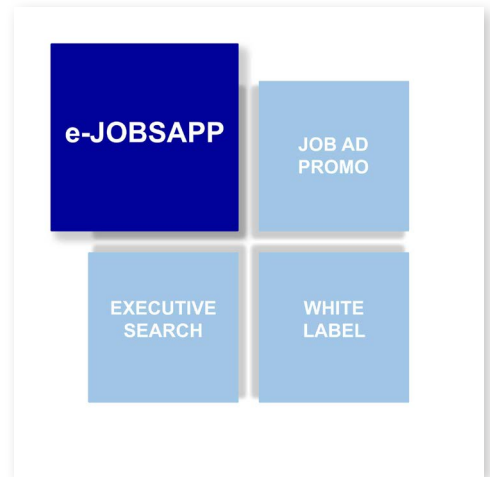 e-JOBSAPP
JOB AD
PROMO
EXECUTIVE
SEARCH
WHITE
LABEL